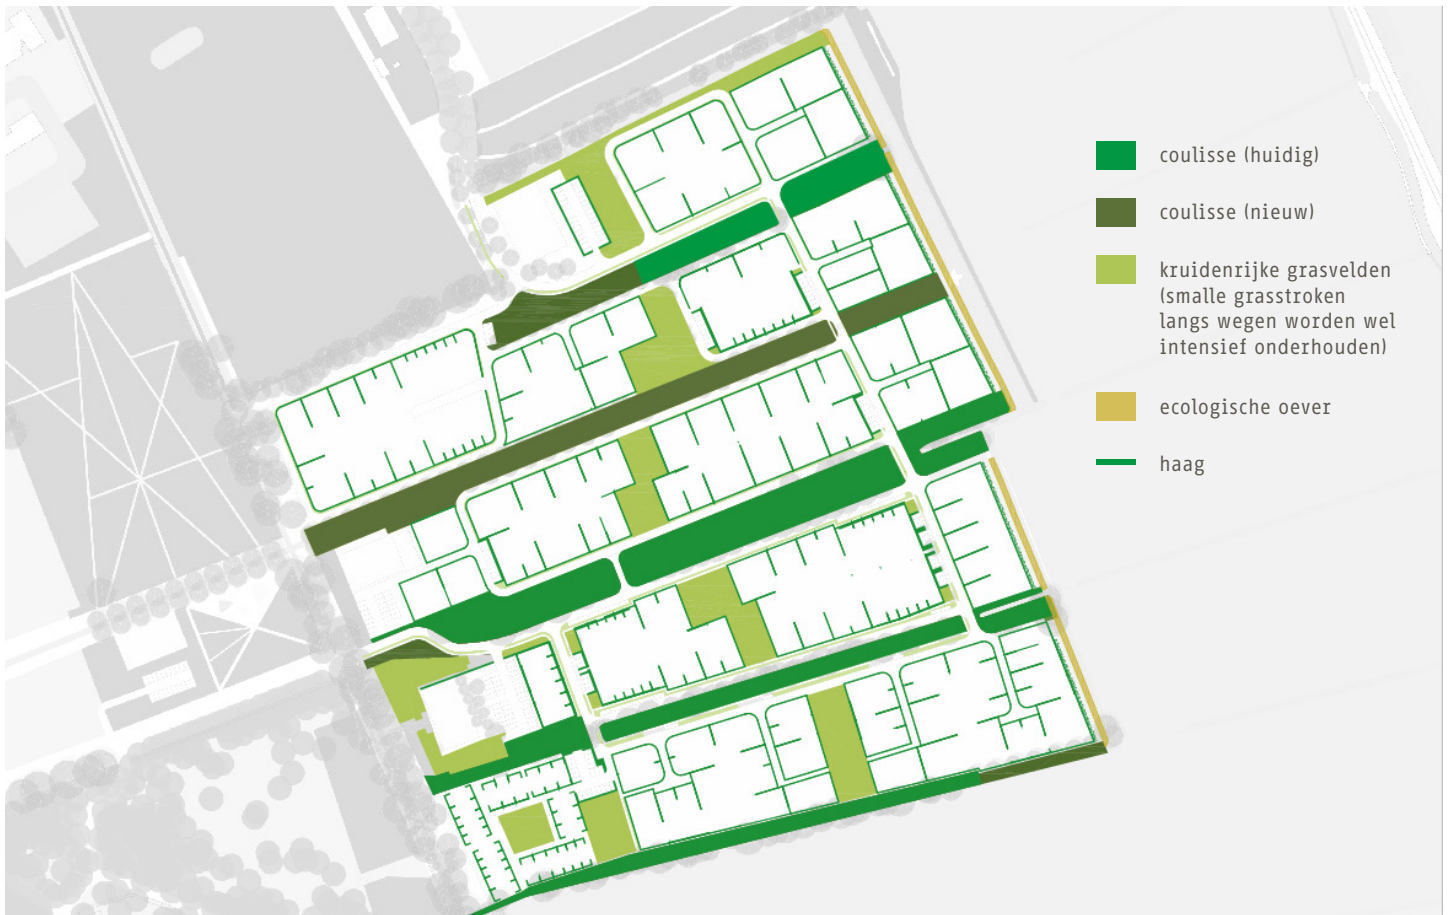 coulisse (huidig)
coulisse (nieuw)
kruidenrijke grasvelden
(smalle grasstroken
langs wegen worden wel
intensief onderhouden)
ecologische oever
haag